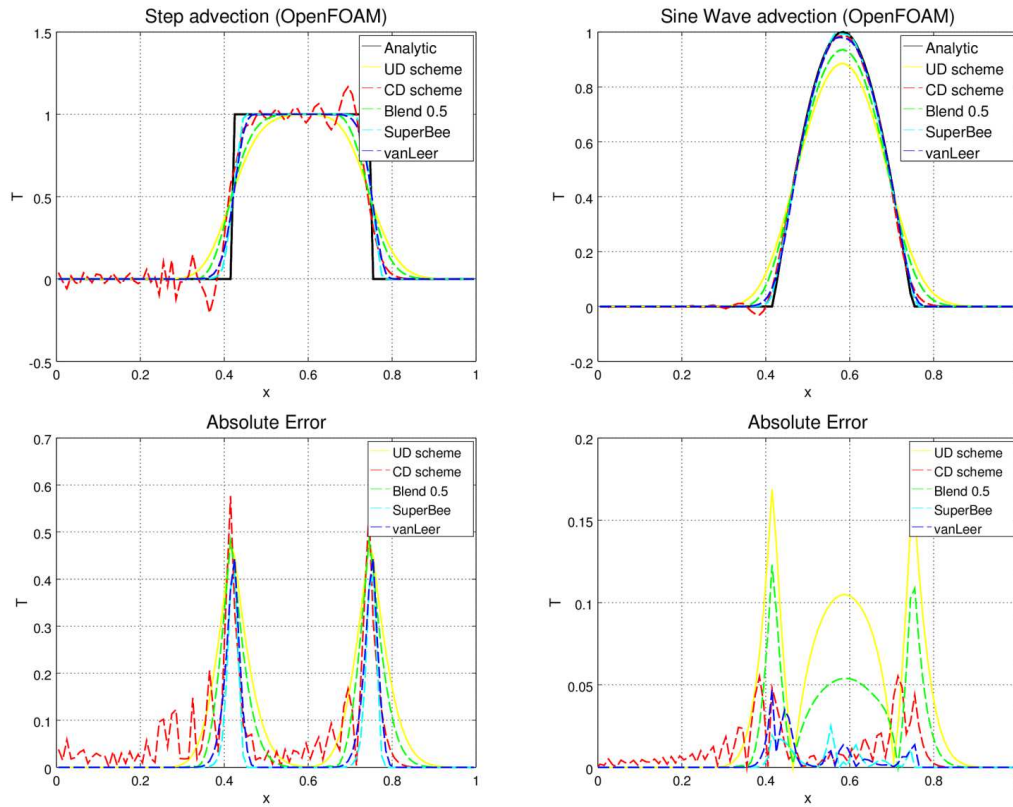 Step advection (OpenFOAM)
1.5
1
0.5
0
-0.5
T
0
0.2
0.4
0.6
0.8
1
x
Analytic
UD scheme
CD scheme
Blend 0.5
SuperBee
vanLeer
Sine Wave advection (OpenFOAM)
1
0.8
0.6
0.4
0.2
0
-0.2
T
0
0.2
0.4
0.6
0.8
x
Analytic
UD scheme
CD scheme
Blend 0.5
SuperBee
vanLeer
Absolute Error
0.7
0.6
0.5
0.4
0.3
0.2
0.1
0
T
0
0.2
0.4
0.6
0.8
1
x
UD scheme
CD scheme
Blend 0.5
SuperBee
vanLeer
Absolute Error
0.2
0.15
0.1
0.05
0
T
0
0.2
0.4
0.6
0.8
x
UD scheme
CD scheme
Blend 0.5
SuperBee
vanLeer